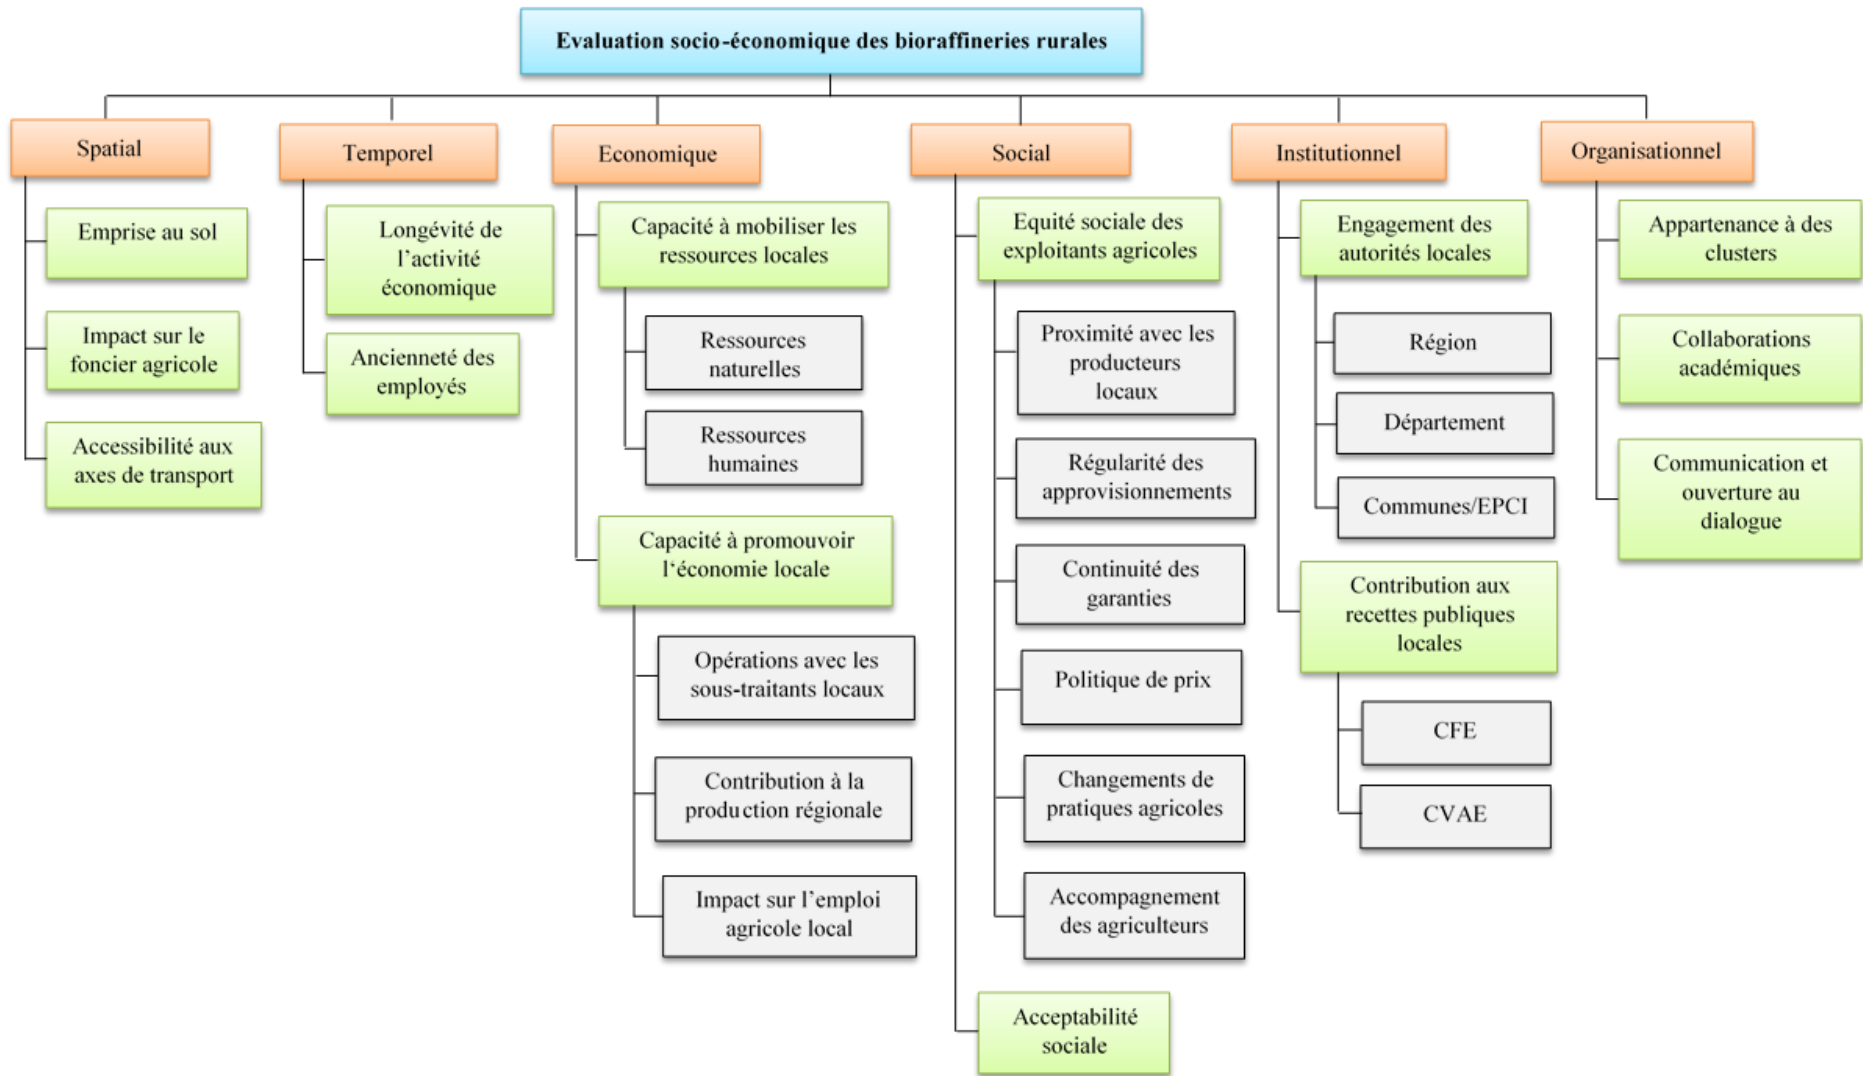 Evaluation socio-économique des bioraffineries rurales
Spatial
Emprise au sol
Impact sur le
foncier agricole
Accessibilité aux
axes de transport
Temporel
Longévité de
l’activité
économique
Ancienneté des
employés
Economique
Capacité à mobiliser les
ressources locales
Ressources
naturelles
Ressources
humaines
Capacité à promouvoir
l‘économie locale
Opérations avec les
sous-traitants locaux
Contribution à la
production régionale
Impact sur l’emploi
agricole local
Social
Equité sociale des
exploitants agricoles
Proximité avec les
producteurs
locaux
Régularité des
approvisionnements
Continuité des
garanties
Politique de prix
Changements de
pratiques agricoles
Accompagnement
des agriculteurs
Acceptabilité
sociale
Institutionnel
Engagement des
autorités locales
Région
Département
Communes/EPCI
Contribution aux
recettes publiques
locales
CFE
CVAE
Organisationnel
Appartenance à des
clusters
Collaborations
académiques
Communication et
ouverture au
dialogue